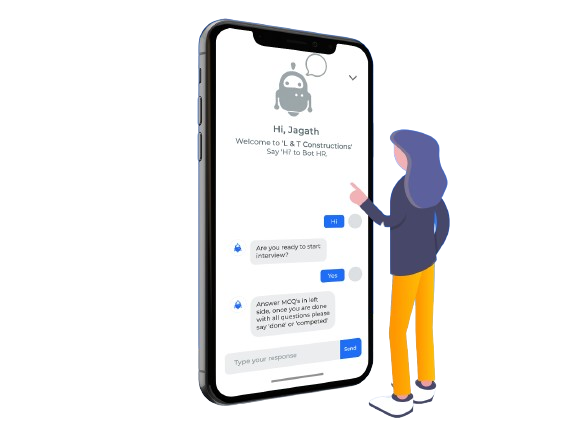 Hi, Jagath
Welcome to 'L & T Constructions'
Say 'Hi' to Bot HR.
Hi
Are you ready to start
interview?
Yes
Answer MCQ's in left
side, once you are done
with all questions please
say 'done' or 'competed'
Type your response
Send